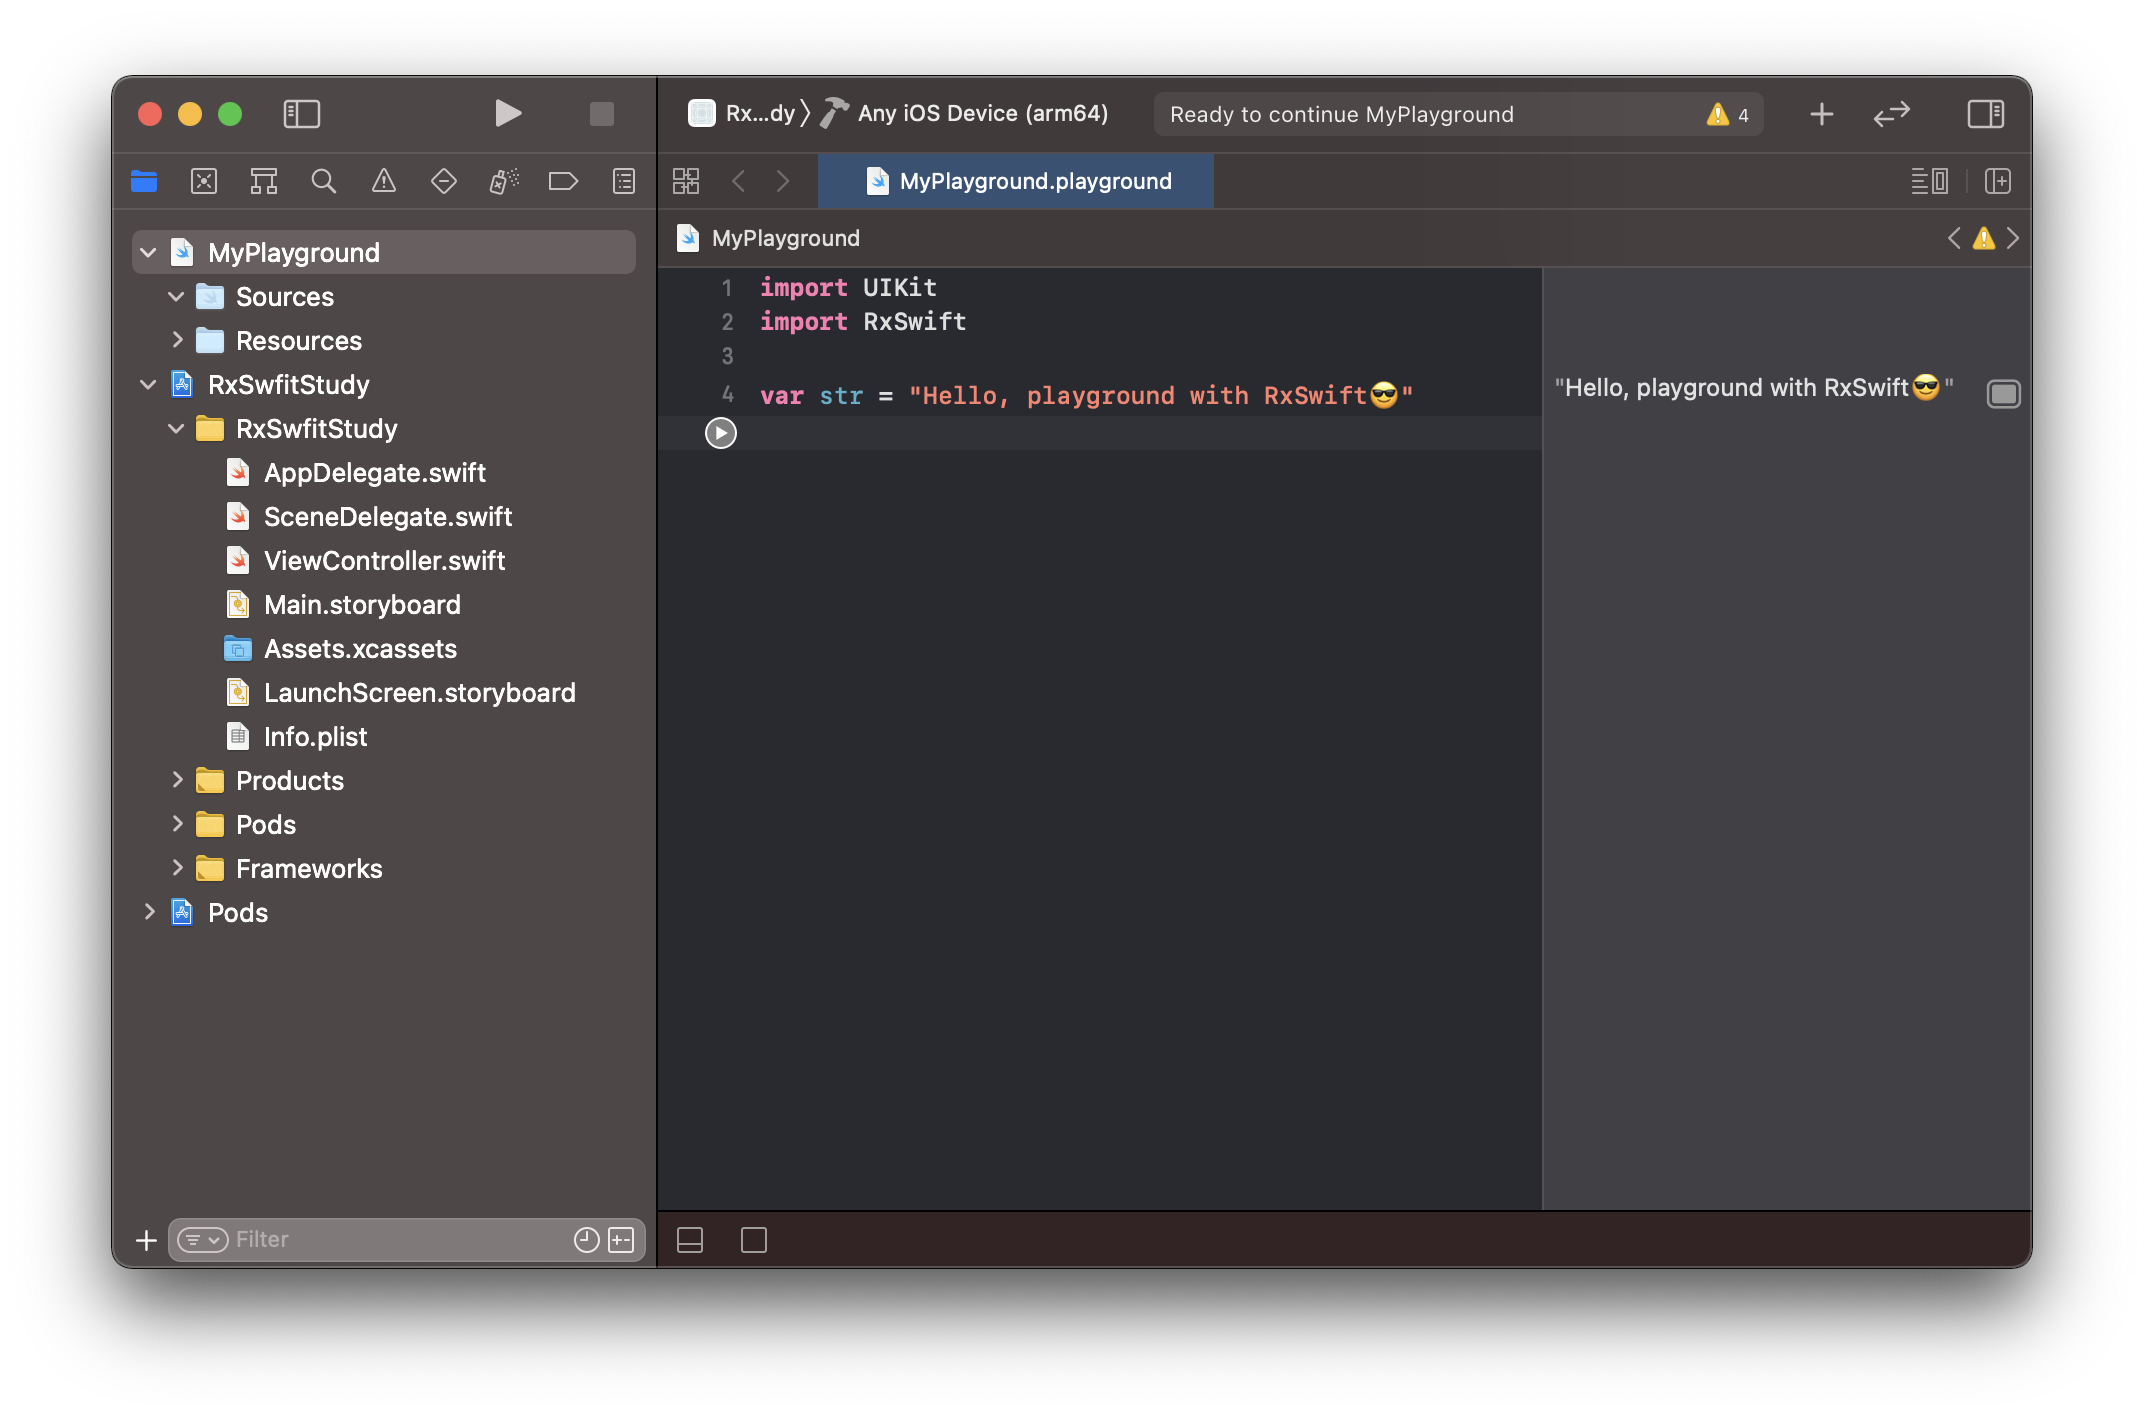 Rx...dy
Any iOS Device (arm64)
Ready to continue MyPlayground
4
MyPlayground.playground
MyPlayground
MyPlayground
Sources
Resources
RxSwfitStudy
RxSwfitStudy
AppDelegate.swift
SceneDelegate.swift
ViewController.swift
Main.storyboard
Assets.xcassets
LaunchScreen.storyboard
Info.plist
Products
Pods
Frameworks
Pods
Filter
1 import UIKit
2 import RxSwift
3
4 var str = "Hello, playground with RxSwift😎"
"Hello, playground with RxSwift😎"